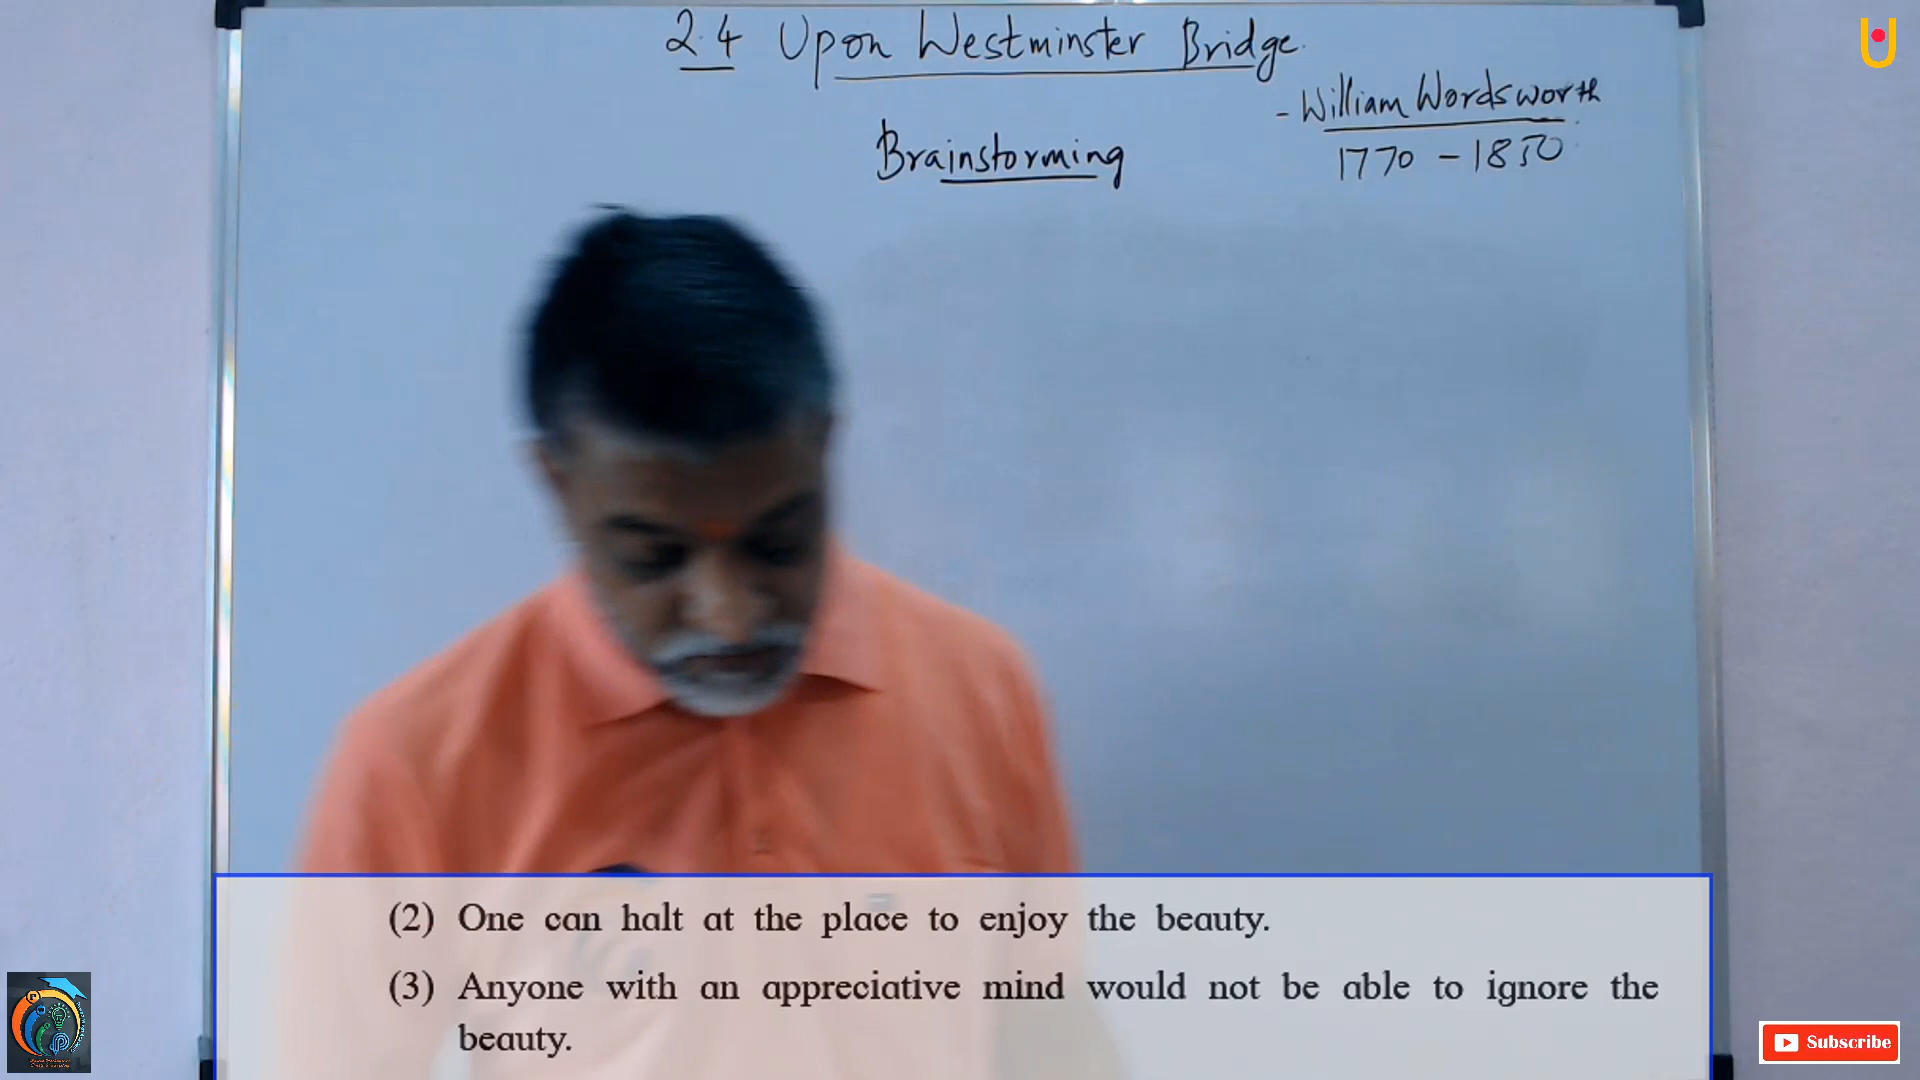 2.4 Upon Westminster Bridge.
- William Wordsworth
1770 - 1850
Brainstorming
(2) One can halt at the place to enjoy the beauty.
(3) Anyone with an appreciative mind would not be able to ignore the
beauty.
Subscribe